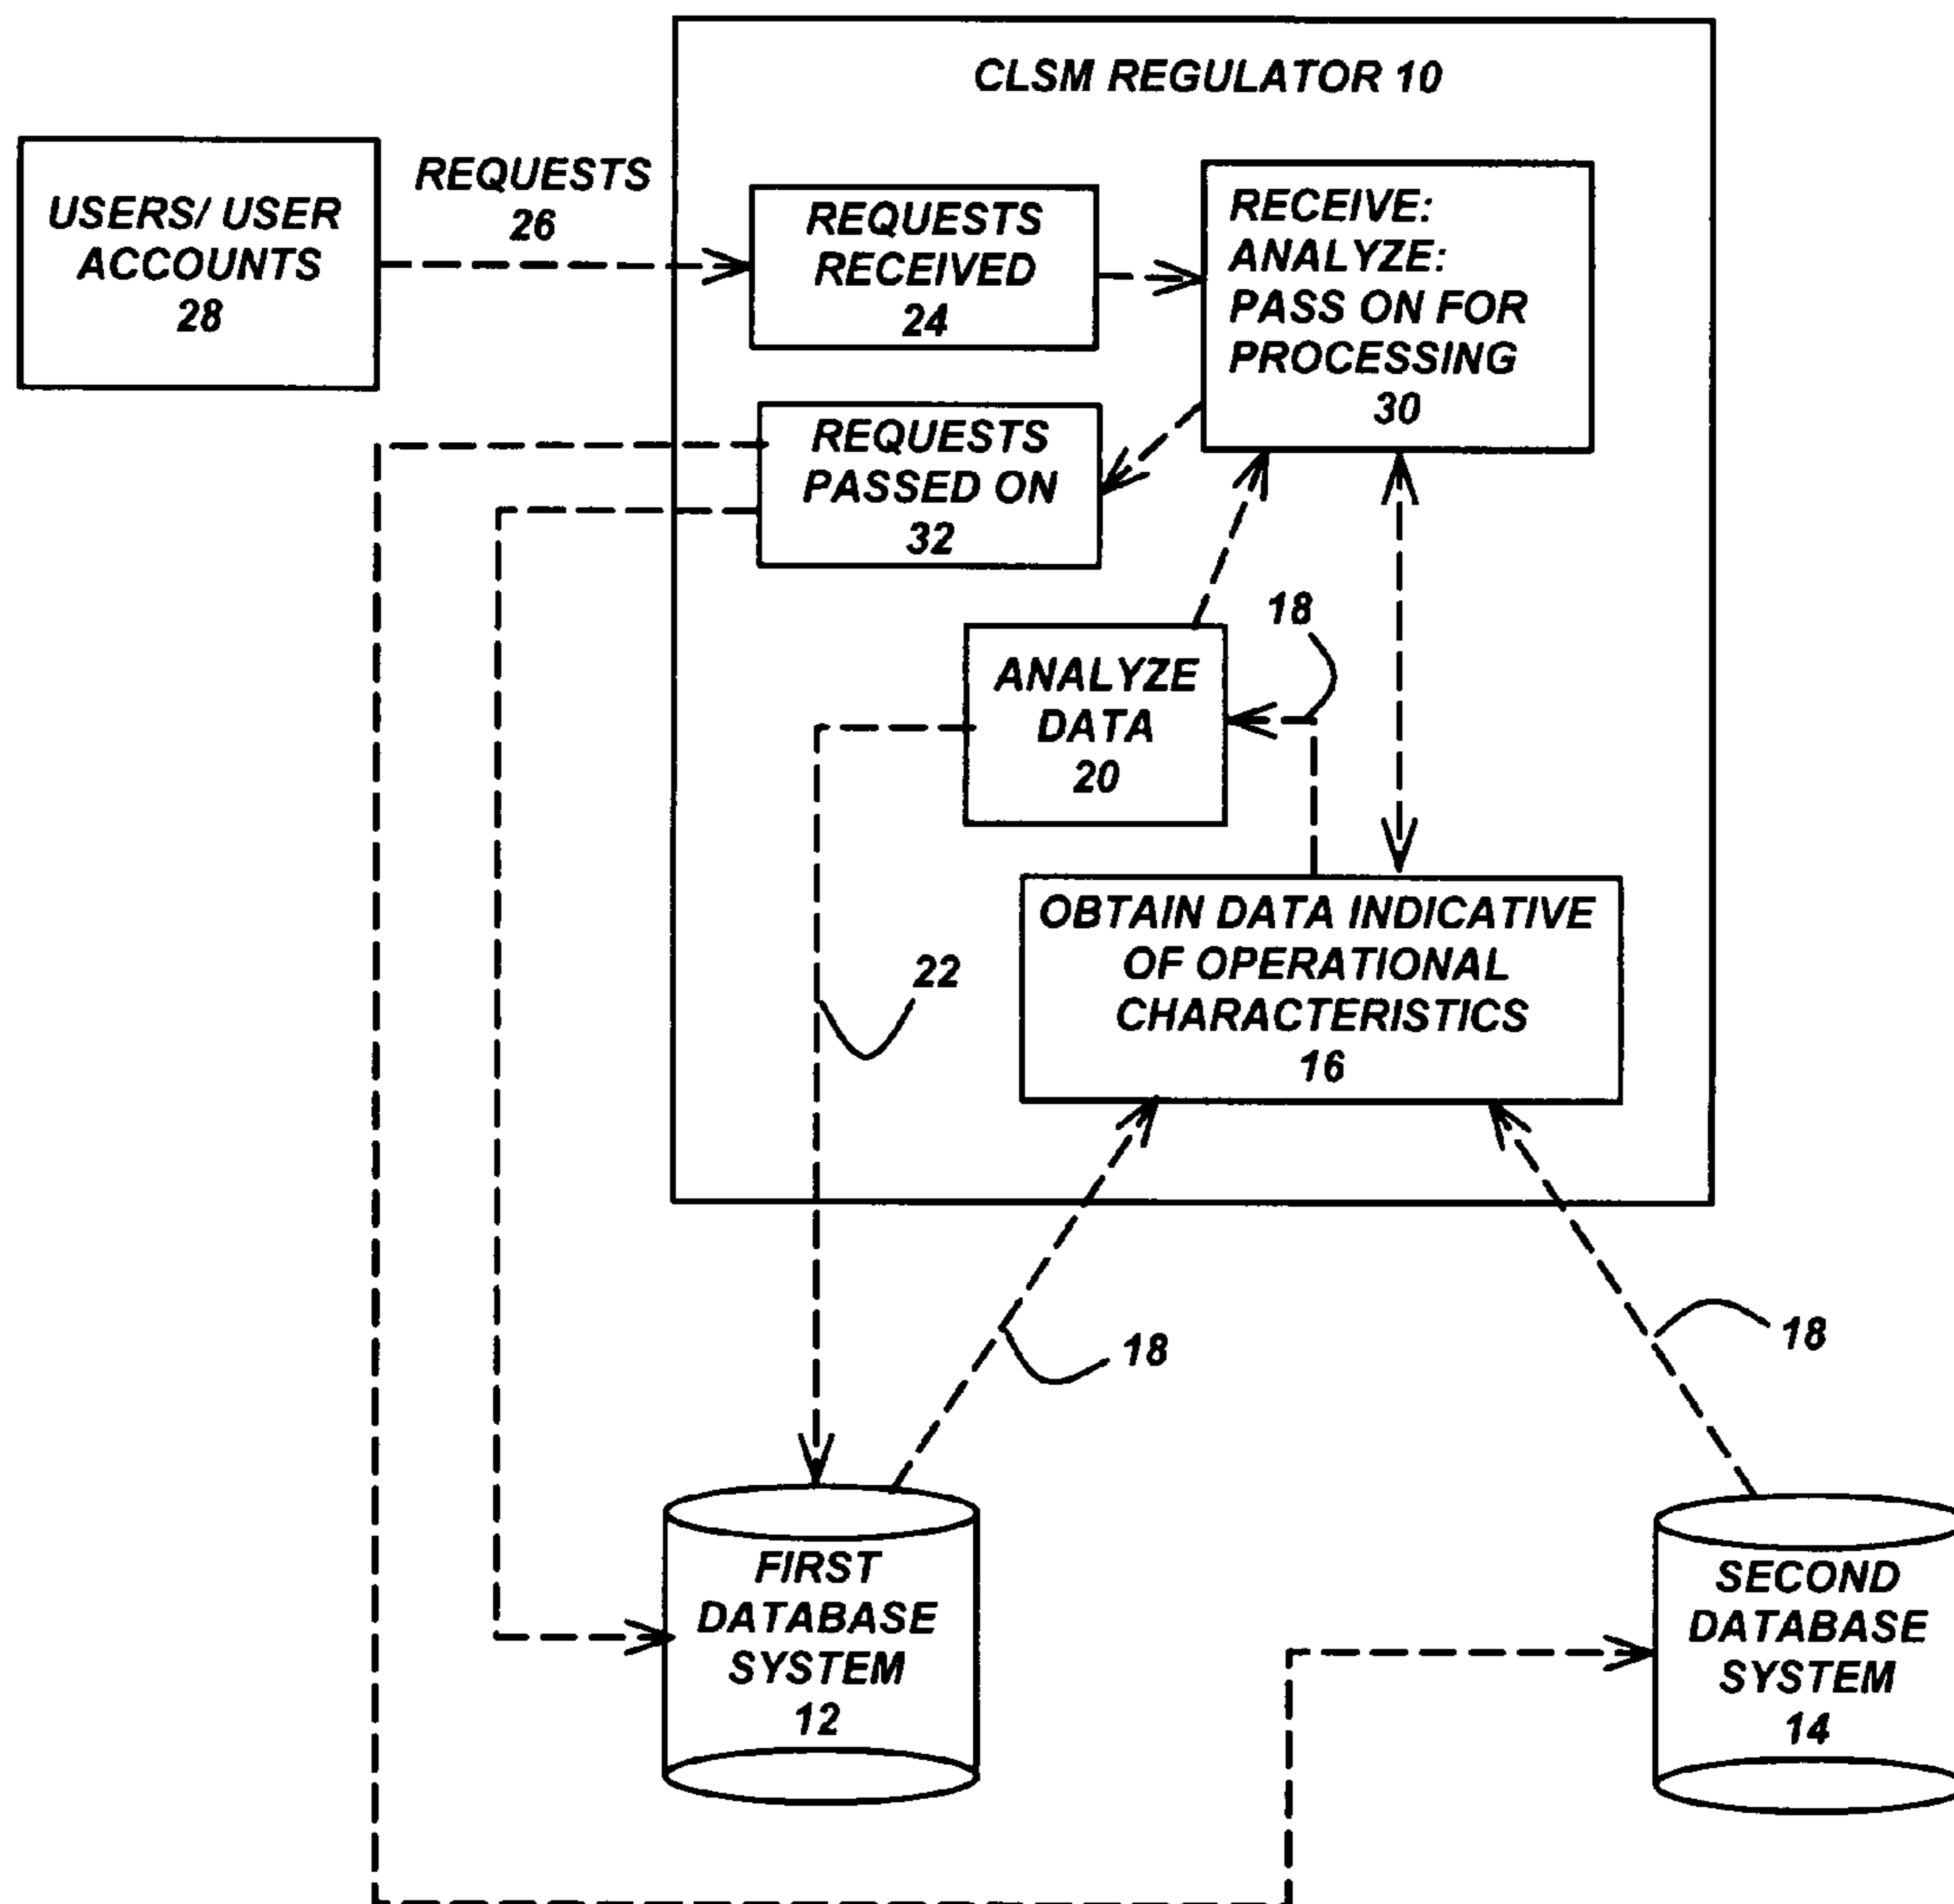 CLSM REGULATOR 10
USERS/ USER
ACCOUNTS
28
REQUESTS
26
REQUESTS
RECEIVED
24
RECEIVE:
ANALYZE:
PASS ON FOR
PROCESSING
30
REQUESTS
PASSED ON
32
18
ANALYZE
DATA
20
22
OBTAIN DATA INDICATIVE
OF OPERATIONAL
CHARACTERISTICS
16
18
18
FIRST
DATABASE
SYSTEM
12
SECOND
DATABASE
SYSTEM
14